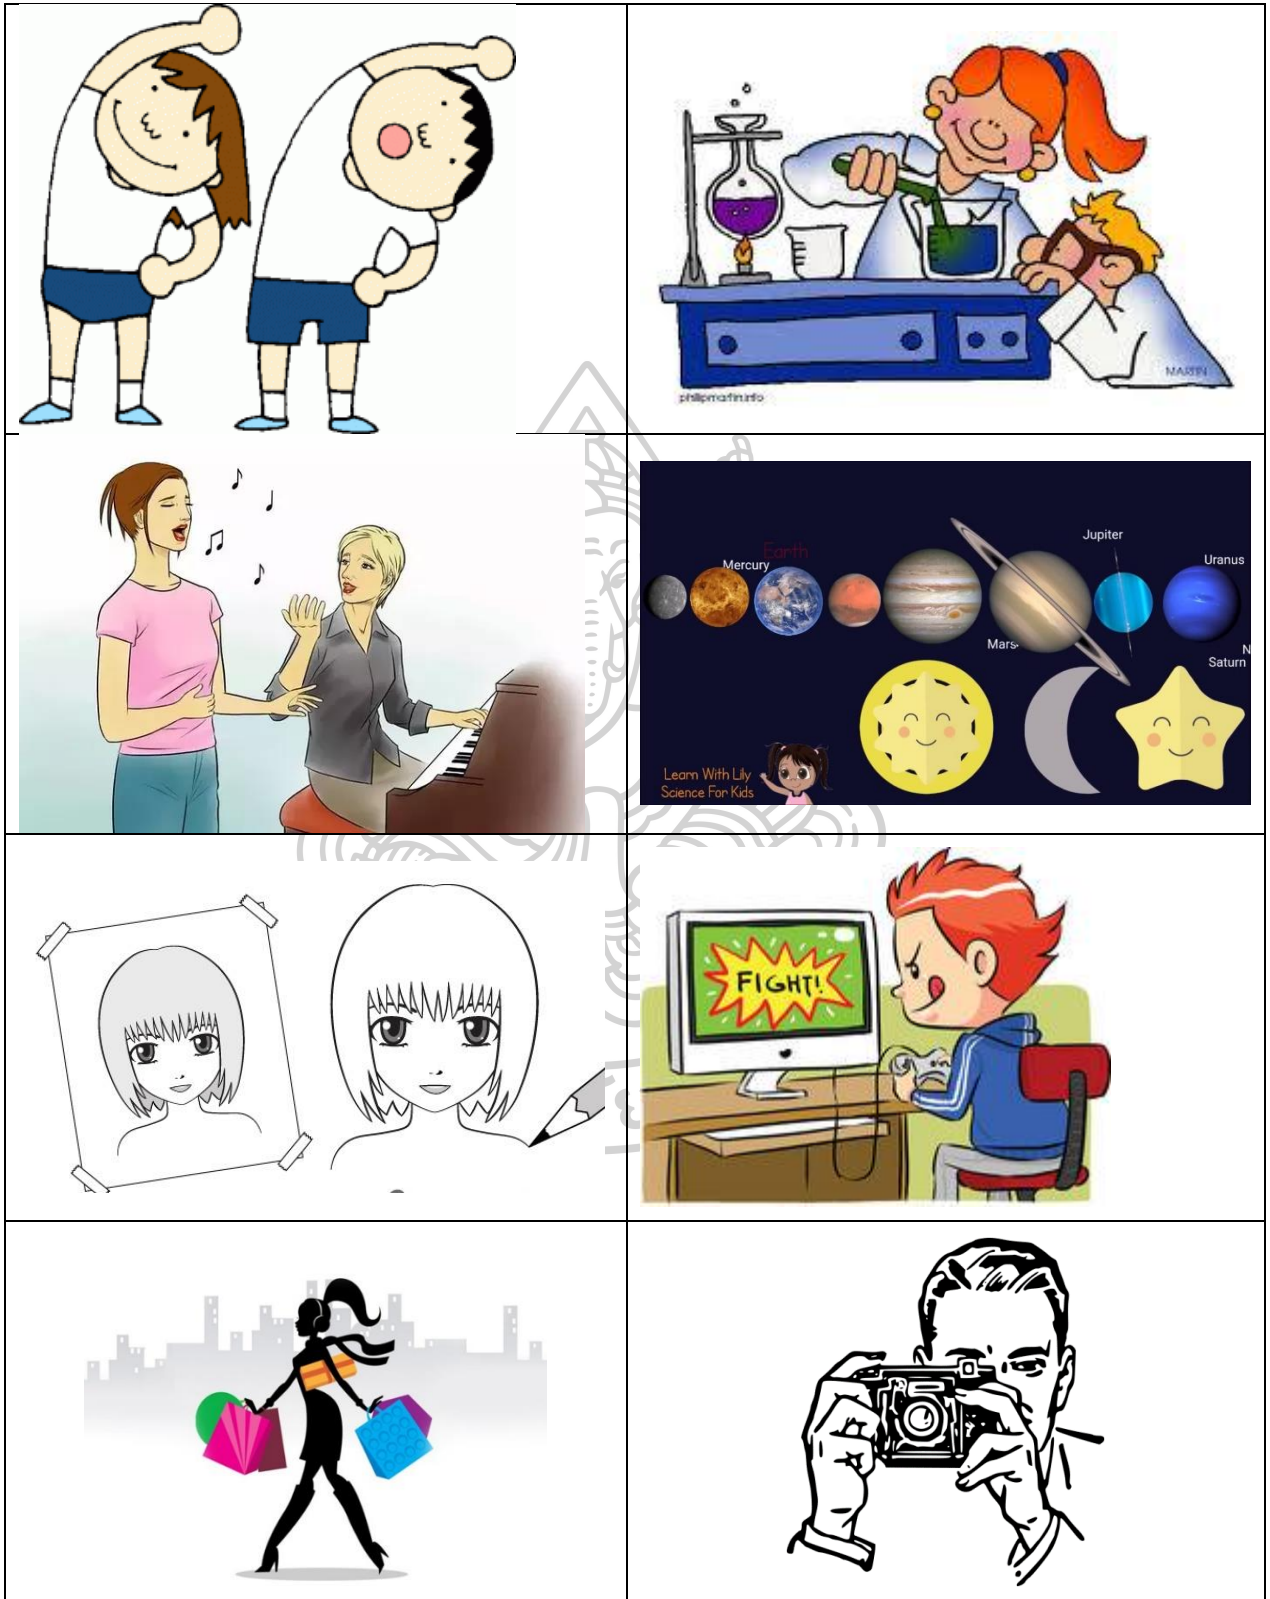 MARTIN
philipmartin.info
Earth
Jupiter
Mercury
Uranus
Mars
N
Saturn
Learn With Lily
Science For Kids
FIGHT!